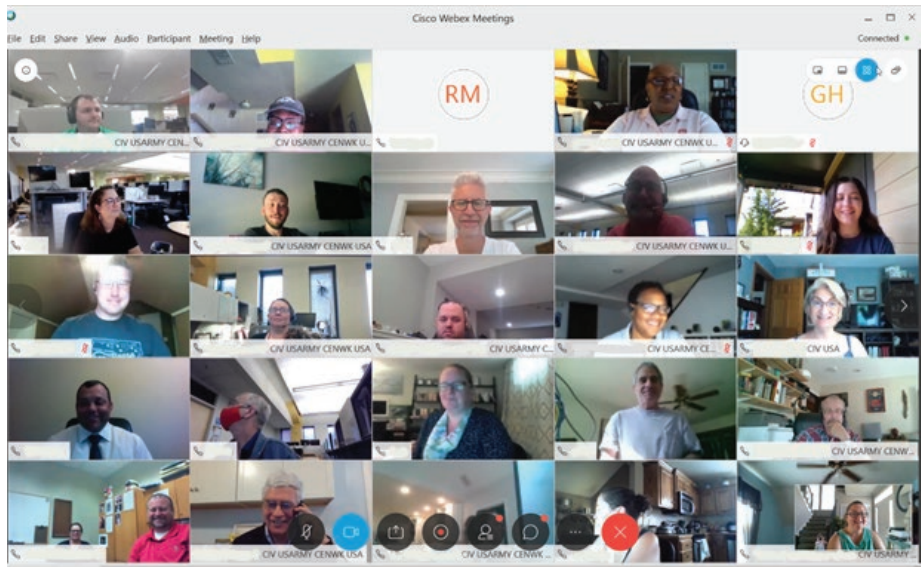 Cisco Webex Meetings
File Edit Share View Audio Participant Meeting Help
Connected
RM
GH
CIV USARMY CEN...
CIV USARMY CENWK U...
CIV USARMY CENWK U...
CIV USARMY CENWK USA
CIV USARMY CENWK U...
CIV USARMY CENWK USA
CIV USARMY C...
CIV USARMY CE...
CIV USA
CIV USARMY CENW...
CIV USARMY CENWK USA
CIV USARMY CENWK ...
CIV USARMY ...